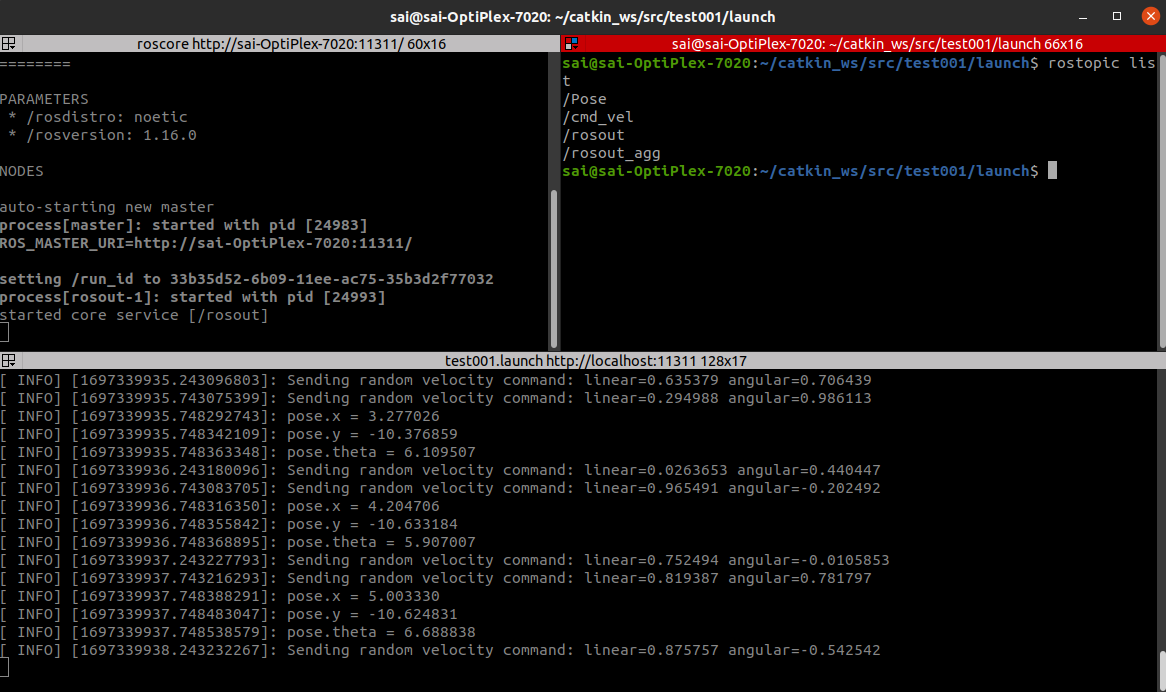 sai@sai-OptiPlex-7020: ~/catkin_ws/src/test001/launch
roscore http://sai-OptiPlex-7020:11311/ 60x16
========
PARAMETERS
* /rosdistro: noetic
* /rosversion: 1.16.0
NODES
auto-starting new master
process[master]: started with pid [24983]
ROS_MASTER_URI=http://sai-OptiPlex-7020:11311/
setting /run_id to 33b35d52-6b09-11ee-ac75-35b3d2f77032
process[rosout-1]: started with pid [24993]
started core service [/rosout]
sai@sai-OptiPlex-7020: ~/catkin_ws/src/test001/launch 66x16
sai@sai-OptiPlex-7020:~/catkin_ws/src/test001/launch$ rostopic lis
t
/Pose
/cmd_vel
/rosout
/rosout_agg
sai@sai-OptiPlex-7020:~/catkin_ws/src/test001/launch$
test001.launch http://localhost:11311 128x17
[ INFO] [1697339935.243096803]: Sending random velocity command: linear=0.635379 angular=0.706439
[ INFO] [1697339935.743075399]: Sending random velocity command: linear=0.294988 angular=0.986113
[ INFO] [1697339935.748292743]: pose.x = 3.277026
[ INFO] [1697339935.748342109]: pose.y = -10.376859
[ INFO] [1697339935.748363348]: pose.theta = 6.109507
[ INFO] [1697339936.243180096]: Sending random velocity command: linear=0.0263653 angular=0.440447
[ INFO] [1697339936.743083705]: Sending random velocity command: linear=0.965491 angular=-0.202492
[ INFO] [1697339936.748316350]: pose.x = 4.204706
[ INFO] [1697339936.748355842]: pose.y = -10.633184
[ INFO] [1697339936.748368895]: pose.theta = 5.907007
[ INFO] [1697339937.243227793]: Sending random velocity command: linear=0.752494 angular=-0.0105853
[ INFO] [1697339937.743216293]: Sending random velocity command: linear=0.819387 angular=0.781797
[ INFO] [1697339937.748388291]: pose.x = 5.003330
[ INFO] [1697339937.748483047]: pose.y = -10.624831
[ INFO] [1697339937.748538579]: pose.theta = 6.688838
[ INFO] [1697339938.243232267]: Sending random velocity command: linear=0.875757 angular=-0.542542